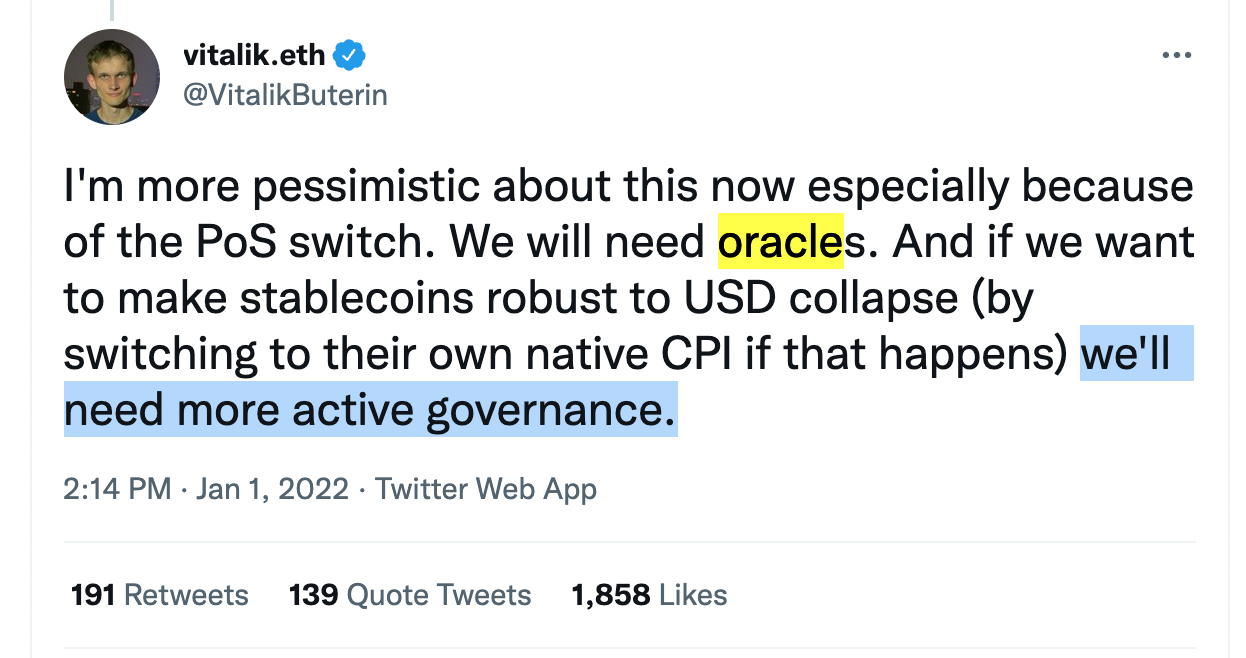 vitalik.eth
@VitalikButerin
I'm more pessimistic about this now especially because
of the PoS switch. We will need oracles. And if we want
to make stablecoins robust to USD collapse (by
switching to their own native CPI if that happens) we'll
need more active governance.
2:14 PM · Jan 1, 2022 · Twitter Web App
191 Retweets 139 Quote Tweets 1,858 Likes